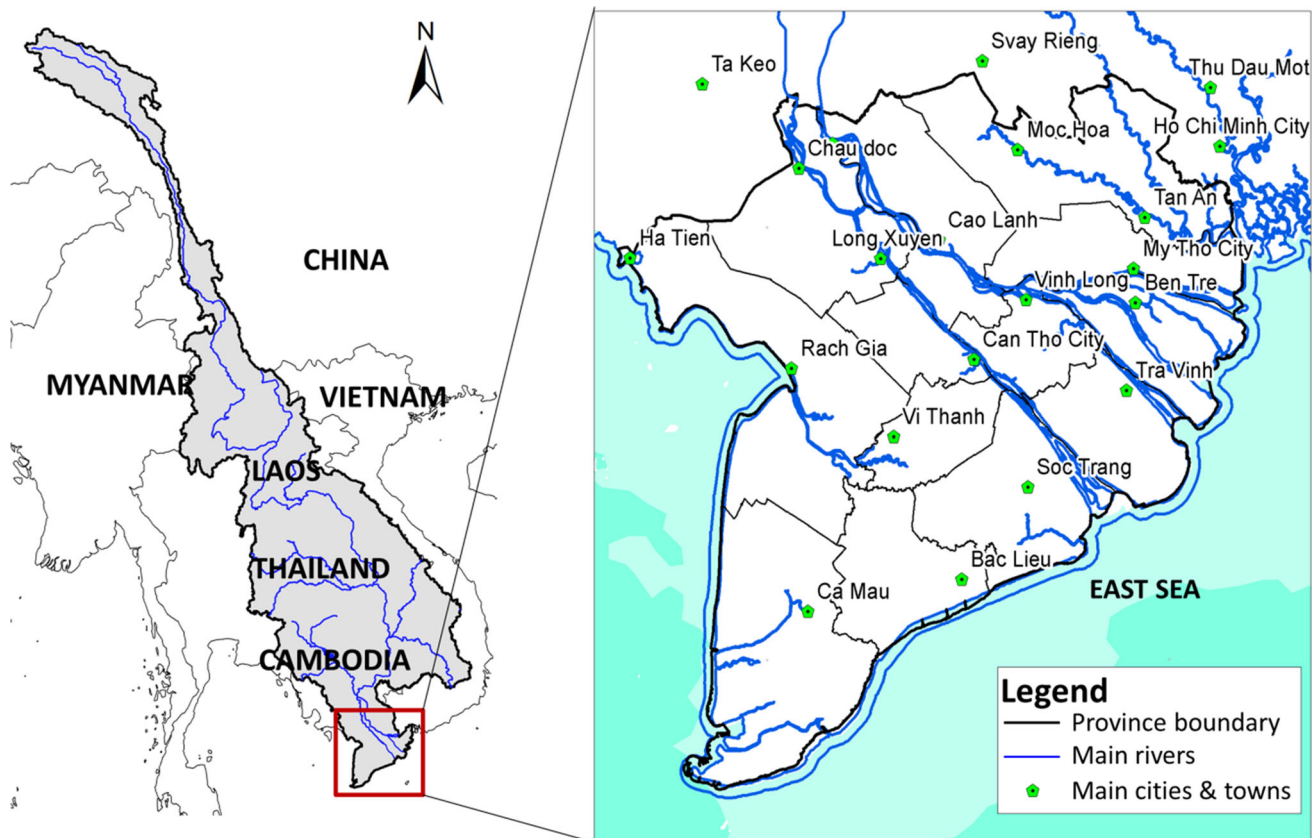 N
CHINA
MYANMAR
VIETNAM
LAOS
THAILAND
CAMBODIA
Svay Rieng
Ta Keo
Thu Dau Mot
Moc Hoa
Ho Chi Minh City
Chau doc
Tan An
Cao Lanh
Ha Tien
Long Xuyen
My Tho City
Vinh Long
Ben Tre
Rach Gia
Can Tho City
Tra Vinh
Vi Thanh
Soc Trang
Bac Lieu
Ca Mau
EAST SEA
Legend
Province boundary
Main rivers
Main cities & towns